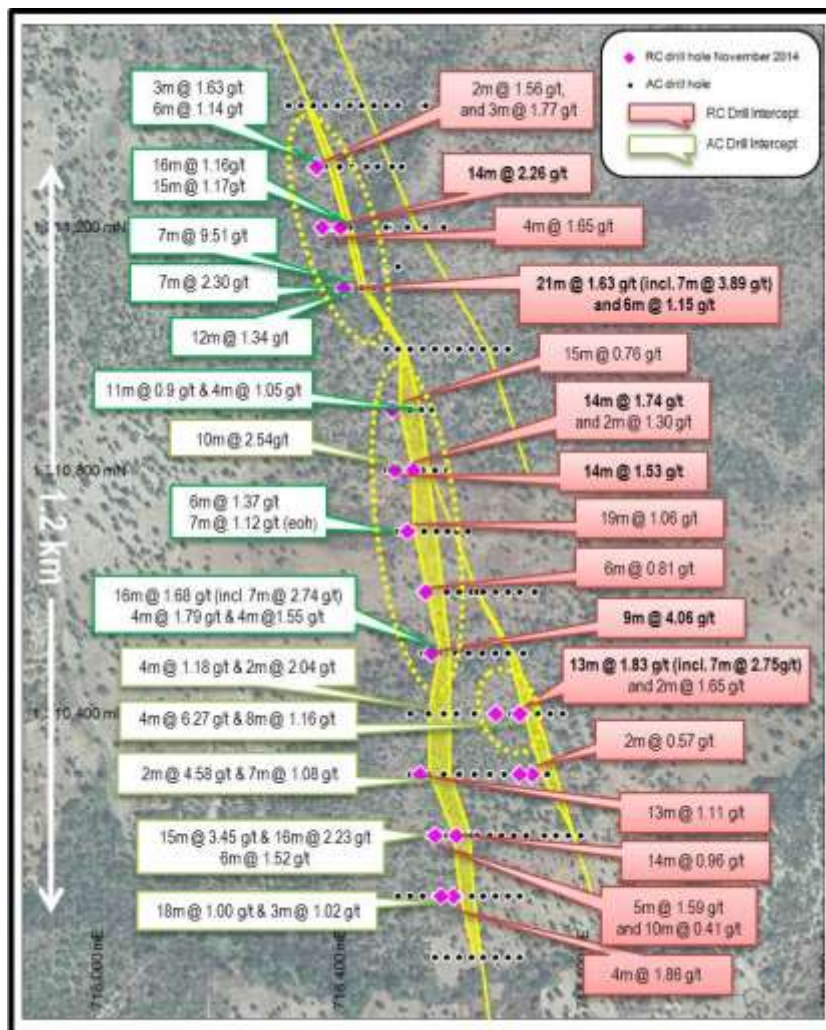 RC drill hole November 2014
AC drill hole
RC Drill Intercept
AC Drill Intercept
3m @ 1.63 g/t
6m @ 1.14 g/t
2m @ 1.56 g/t,
and 3m @ 1.77 g/t
16m @ 1.16g/t
15m @ 1.17g/t
14m @ 2.26 g/t
200 mN
7m @ 9.51 g/t
4m @ 1.65 g/t
7m @ 2.30 g/t
21m @ 1.63 g/t (incl. 7m @ 3.89 g/t)
and 6m @ 1.15 g/t
12m @ 1.34 g/t
15m @ 0.76 g/t
11m @ 0.9 g/t & 4m @ 1.05 g/t
14m @ 1.74 g/t
and 2m @ 1.30 g/t
10m @ 2.54g/t
10,800 mN
14m @ 1.53 g/t
1.2 km
6m @ 1.37 g/t
7m @ 1.12 g/t (eoh)
19m @ 1.06 g/t
6m @ 0.81 g/t
16m @ 1.68 g/t (incl. 7m @ 2.74 g/t)
4m @ 1.79 g/t & 4m @1.55 g/t
9m @ 4.06 g/t
4m @ 1.18 g/t & 2m @ 2.04 g/t
13m @ 1.83 g/t (incl. 7m @ 2.75g/t)
and 2m @ 1.65 g/t
10,400 m
4m @ 6.27 g/t & 8m @ 1.16 g/t
2m @ 0.57 g/t
2m @ 4.58 g/t & 7m @ 1.08 g/t
13m @ 1.11 g/t
15m @ 3.45 g/t & 16m @ 2.23 g/t
6m @ 1.52 g/t
14m @ 0.96 g/t
18m @ 1.00 g/t & 3m @ 1.02 g/t
5m @ 1.59 g/t
and 10m @ 0.41 g/t
4m @ 1.86 g/t
716,000 mE
716,400 mE